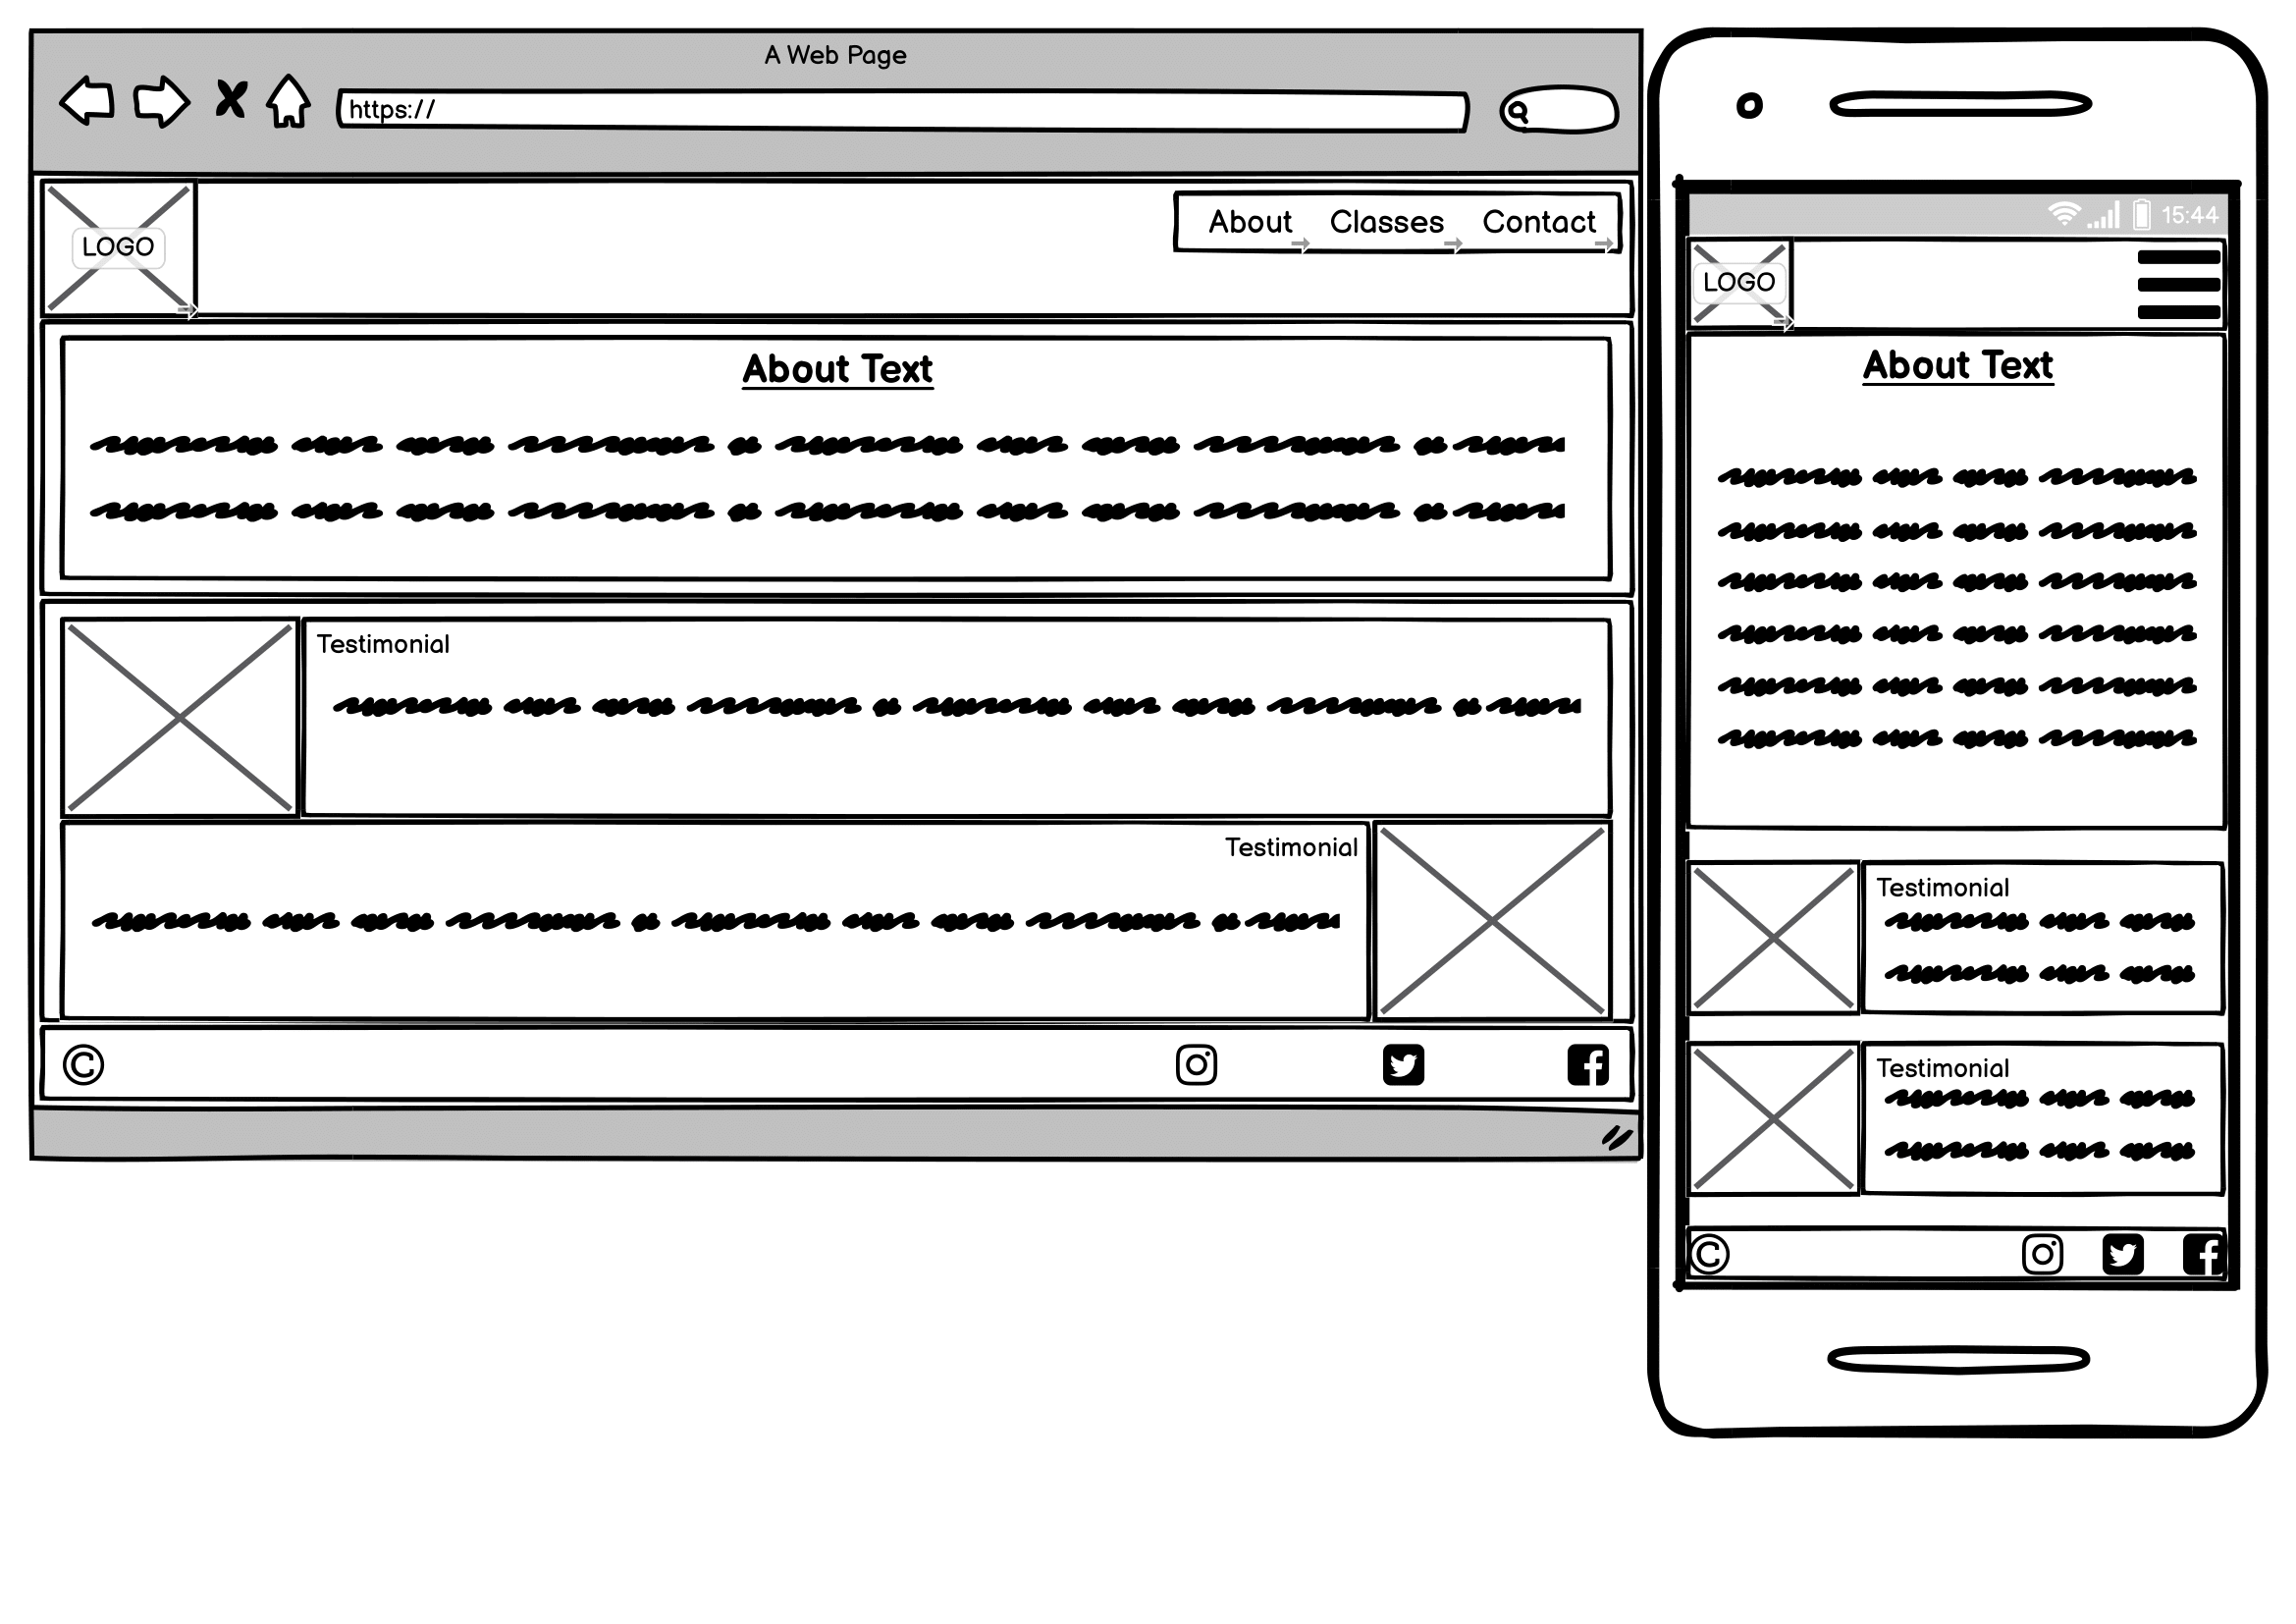 A Web Page
https://
LOGO
About Classes Contact
About Text
Testimonial
Testimonial
©
15:44
LOGO
About Text
Testimonial
Testimonial
©